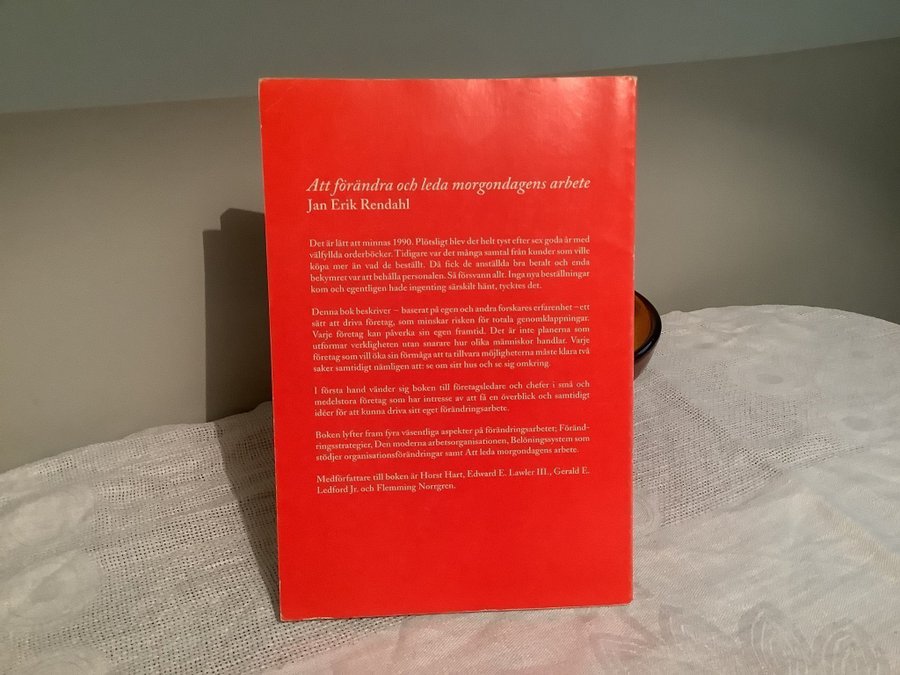 Att förändra och leda morgondagens arbete
Jan Erik Rendahl
Det är lätt att minnas 1990. Plötsligt blev det helt tyst efter sex goda år med
välfyllda orderböcker. Tidigare var det många samtal från kunder som ville
köpa mer än vad de beställt. Då fick de anställda bra betalt och enda
bekymret var att behålla personalen. Så försvann allt. Inga nya beställningar
kom och egentligen hade ingenting särskilt hänt, tycktes det.
Denna bok beskriver – baserat på egen och andra forskares erfarenhet – ett
sätt att driva företag, som minskar risken för totala genomklappningar.
Varje företag kan påverka sin egen framtid. Det är inte planerna som
utformar verkligheten utan snarare hur olika människor handlar. Varje
företag som vill öka sin förmåga att ta tillvara möjligheterna måste klara två
saker samtidigt nämligen att: se om sitt hus och se sig omkring.
I första hand vänder sig boken till företagsledare och chefer i små och
medelstora företag som har intresse av att få en överblick och samtidigt
idéer för att kunna driva sitt eget förändringsarbete.
Boken lyfter fram fyra väsentliga aspekter på förändringsarbetet; Föränd-
ringsstrategier, Den moderna arbetsorganisationen, Belöningssystem som
stödjer organisationsförändringar samt Att leda morgondagens arbete.
Medförfattare till boken är Horst Hart, Edward E. Lawler III., Gerald E.
Ledford Jr. och Flemming Norrgren.